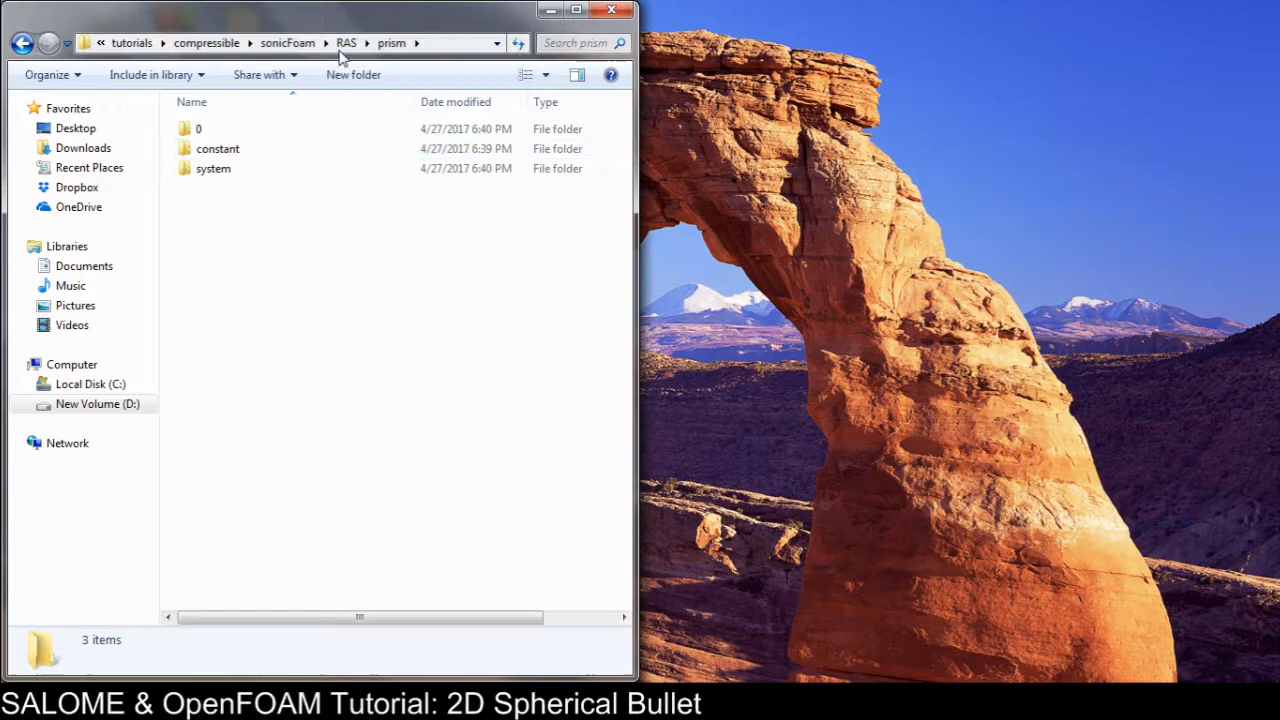 « tutorials compressible sonicFoam RAS prism
Search prism
Organize Include in library Share with New folder
Name Date modified Type
0 4/27/2017 6:40 PM File folder
constant 4/27/2017 6:39 PM File folder
system 4/27/2017 6:40 PM File folder
Favorites
Desktop
Downloads
Recent Places
Dropbox
OneDrive
Libraries
Documents
Music
Pictures
Videos
Computer
Local Disk (C:)
New Volume (D:)
Network
3 items
SALOME & OpenFOAM Tutorial: 2D Spherical Bullet